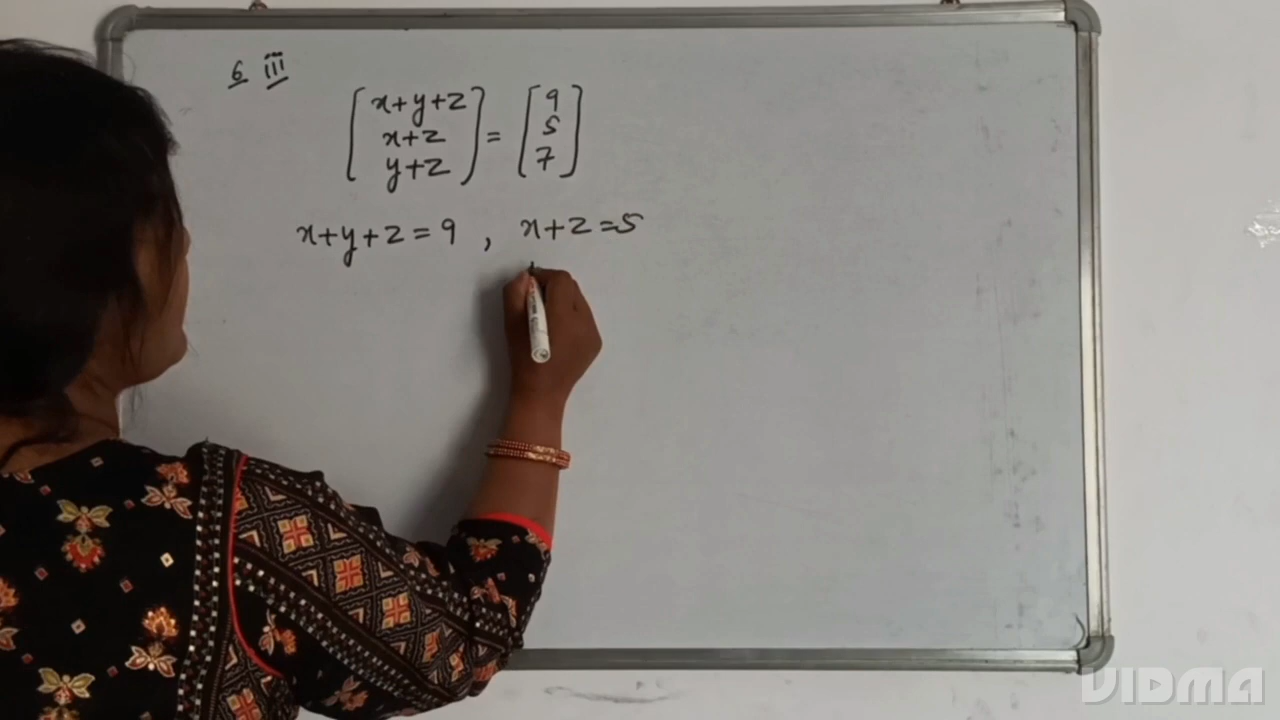 6 iii
[x+y+z] = [9]
[x+z] [5]
[y+z] [7]
x+y+z=9 , x+z=5
VIDMA